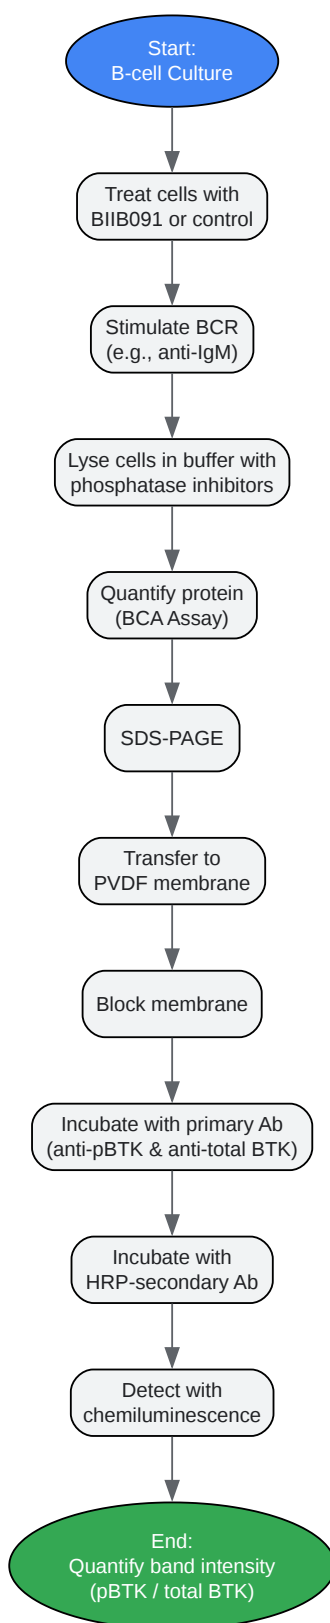 Start:
B-cell Culture
Treat cells with
BIIB091 or control
Stimulate BCR
(e.g., anti-IgM)
Lyse cells in buffer with
phosphatase inhibitors
Quantify protein
(BCA Assay)
SDS-PAGE
Transfer to
PVDF membrane
Block membrane
Incubate with primary Ab
(anti-pBTK & anti-total BTK)
Incubate with
HRP-secondary Ab
Detect with
chemiluminescence
End:
Quantify band intensity
(pBTK / total BTK)